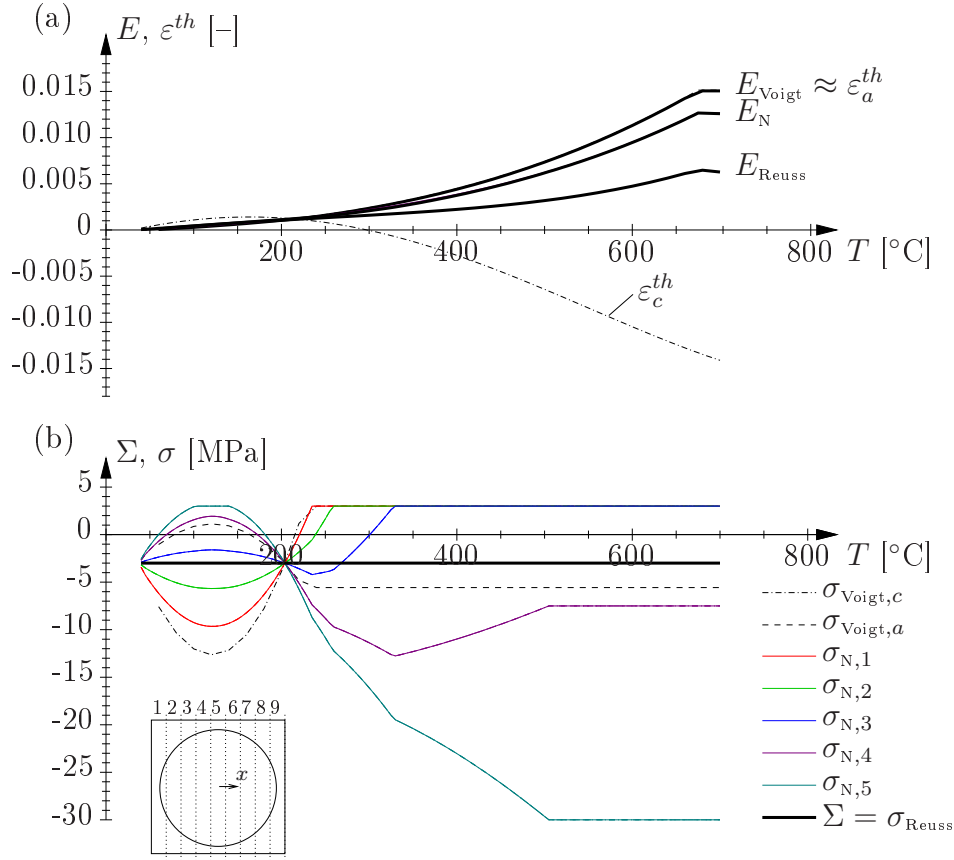 (a)
E, ε^th [–]
0.015
0.010
0.005
0
-0.005
-0.010
-0.015
200
400
600
800
T [°C]
E_Voigt ≈ ε_a^th
E_N
E_Reuss
ε_c^th
(b)
Σ, σ [MPa]
5
0
-5
-10
-15
-20
-25
-30
200
400
600
800
T [°C]
σ_Voigt,c
σ_Voigt,a
σ_N,1
σ_N,2
σ_N,3
σ_N,4
σ_N,5
Σ = σ_Reuss
1 2 3 4 5 6 7 8 9
x